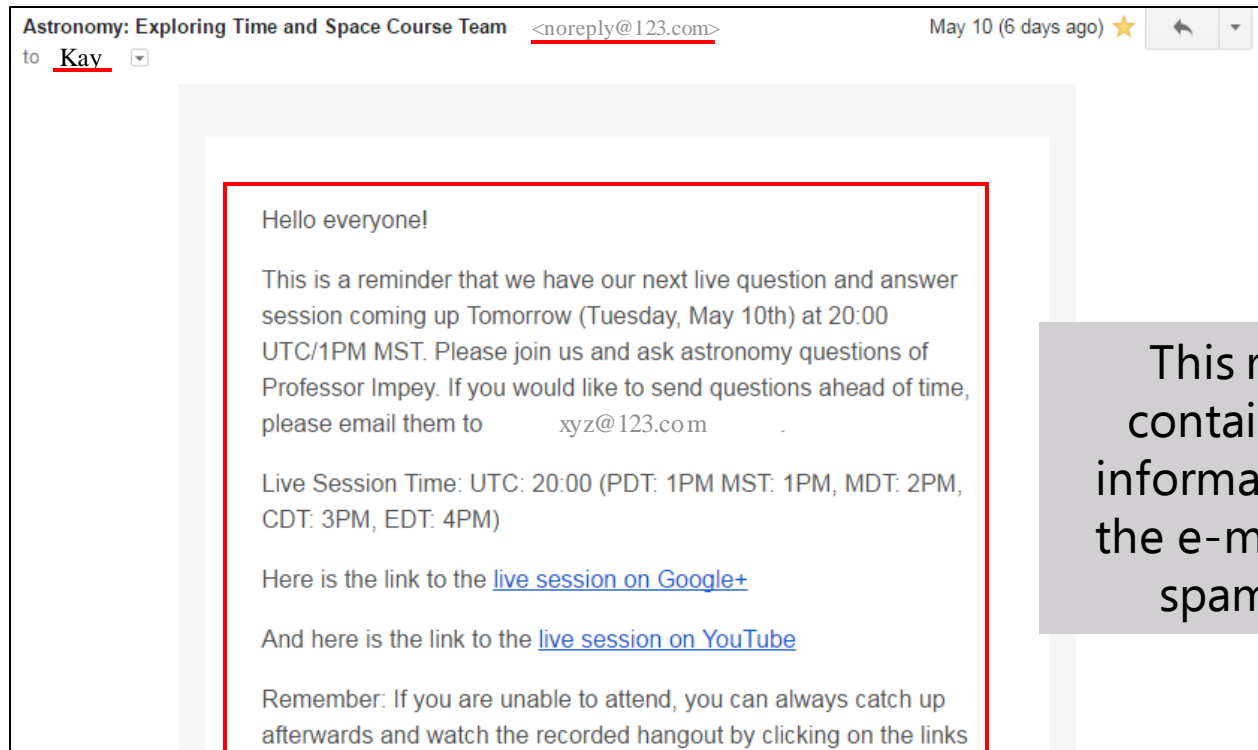 Astronomy: Exploring Time and Space Course Team <noreply@123.com> May 10 (6 days ago)
to Kay
Hello everyone!
This is a reminder that we have our next live question and answer
session coming up Tomorrow (Tuesday, May 10th) at 20:00
UTC/1PM MST. Please join us and ask astronomy questions of
Professor Impey. If you would like to send questions ahead of time,
please email them to xyz@123.com .
Live Session Time: UTC: 20:00 (PDT: 1PM MST: 1PM, MDT: 2PM,
CDT: 3PM, EDT: 4PM)
Here is the link to the live session on Google+
And here is the link to the live session on YouTube
Remember: If you are unable to attend, you can always catch up
afterwards and watch the recorded hangout by clicking on the links
This
the
spam